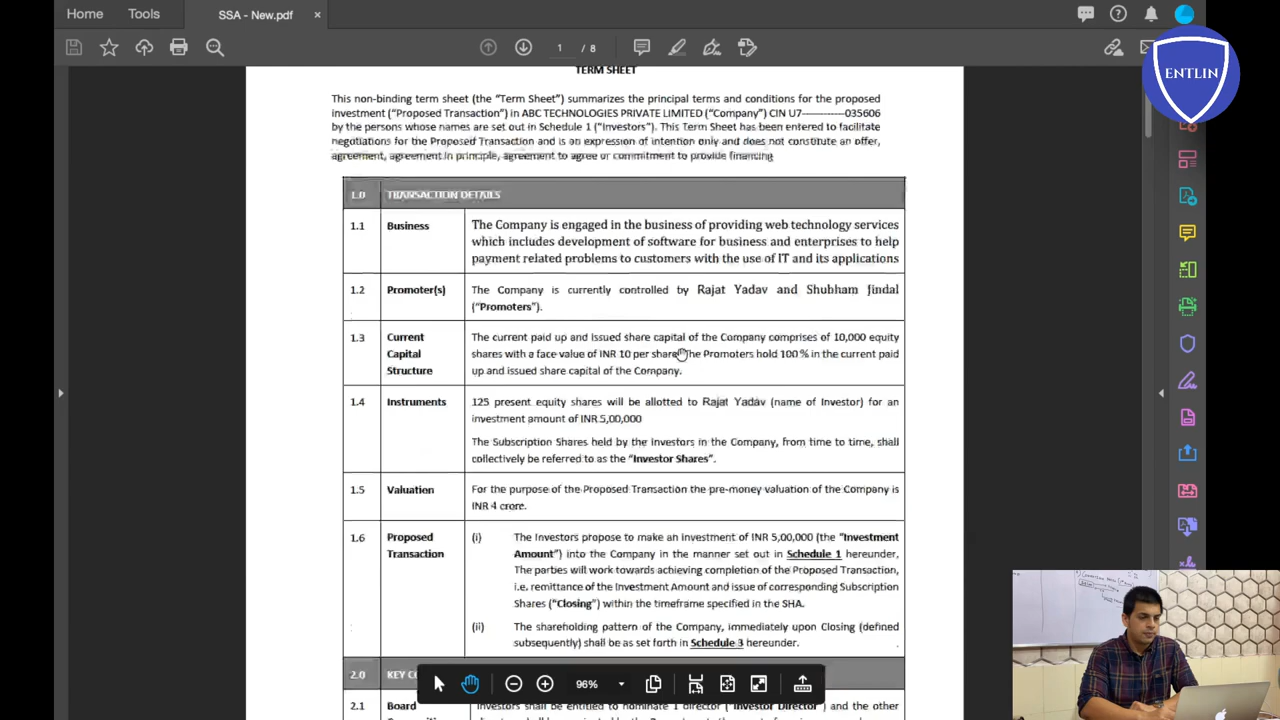 Home
Tools
SSA - New.pdf
×
1 / 8
ENTLIN
TERM SHEET
This non-binding term sheet (the "Term Sheet") summarizes the principal terms and conditions for the proposed
investment ("Proposed Transaction") in ABC TECHNOLOGIES PRIVATE LIMITED ("Company") CIN U7------------035606
by the persons whose names are set out in Schedule 1 ("Investors"). This Term Sheet has been entered to facilitate
negotiations for the Proposed Transaction and is an expression of intention only and does not constitute an offer,
agreement, agreement in principle, agreement to agree or commitment to provide financing
1.0 TRANSACTION DETAILS
1.1 Business The Company is engaged in the business of providing web technology services
which includes development of software for business and enterprises to help
payment related problems to customers with the use of IT and its applications
1.2 Promoter(s) The Company is currently controlled by Rajat Yadav and Shubham Jindal
("Promoters").
1.3 Current The current paid up and issued share capital of the Company comprises of 10,000 equity
Capital shares with a face value of INR 10 per share The Promoters hold 100 % in the current paid
Structure up and issued share capital of the Company.
1.4 Instruments 125 present equity shares will be allotted to Rajat Yadav (name of Investor) for an
investment amount of INR 5,00,000
The Subscription Shares held by the Investors in the Company, from time to time, shall
collectively be referred to as the "Investor Shares".
1.5 Valuation For the purpose of the Proposed Transaction the pre-money valuation of the Company is
INR 4 crore.
1.6 Proposed (i) The Investors propose to make an investment of INR 5,00,000 (the "Investment
Transaction Amount") into the Company in the manner set out in Schedule 1 hereunder.
The parties will work towards achieving completion of the Proposed Transaction,
i.e. remittance of the Investment Amount and issue of corresponding Subscription
Shares ("Closing") within the timeframe specified in the SHA.
(ii) The shareholding pattern of the Company, immediately upon Closing (defined
subsequently) shall be as set forth in Schedule 3 hereunder.
2.0 KEY
96%
2.1 Board Investors shall be entitled to nominate 1 director ("Investor Director") and the other